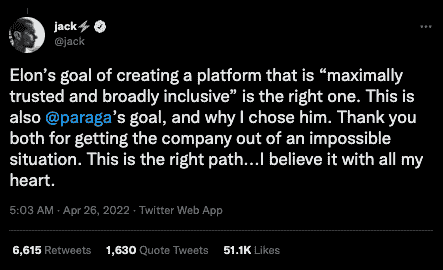 jack⚡
@jack
Elon's goal of creating a platform that is “maximally
trusted and broadly inclusive” is the right one. This is
also @paraga's goal, and why I chose him. Thank you
both for getting the company out of an impossible
situation. This is the right path...I believe it with all my
heart.
5:03 AM · Apr 26, 2022 · Twitter Web App
6,615 Retweets 1,630 Quote Tweets 51.1K Likes